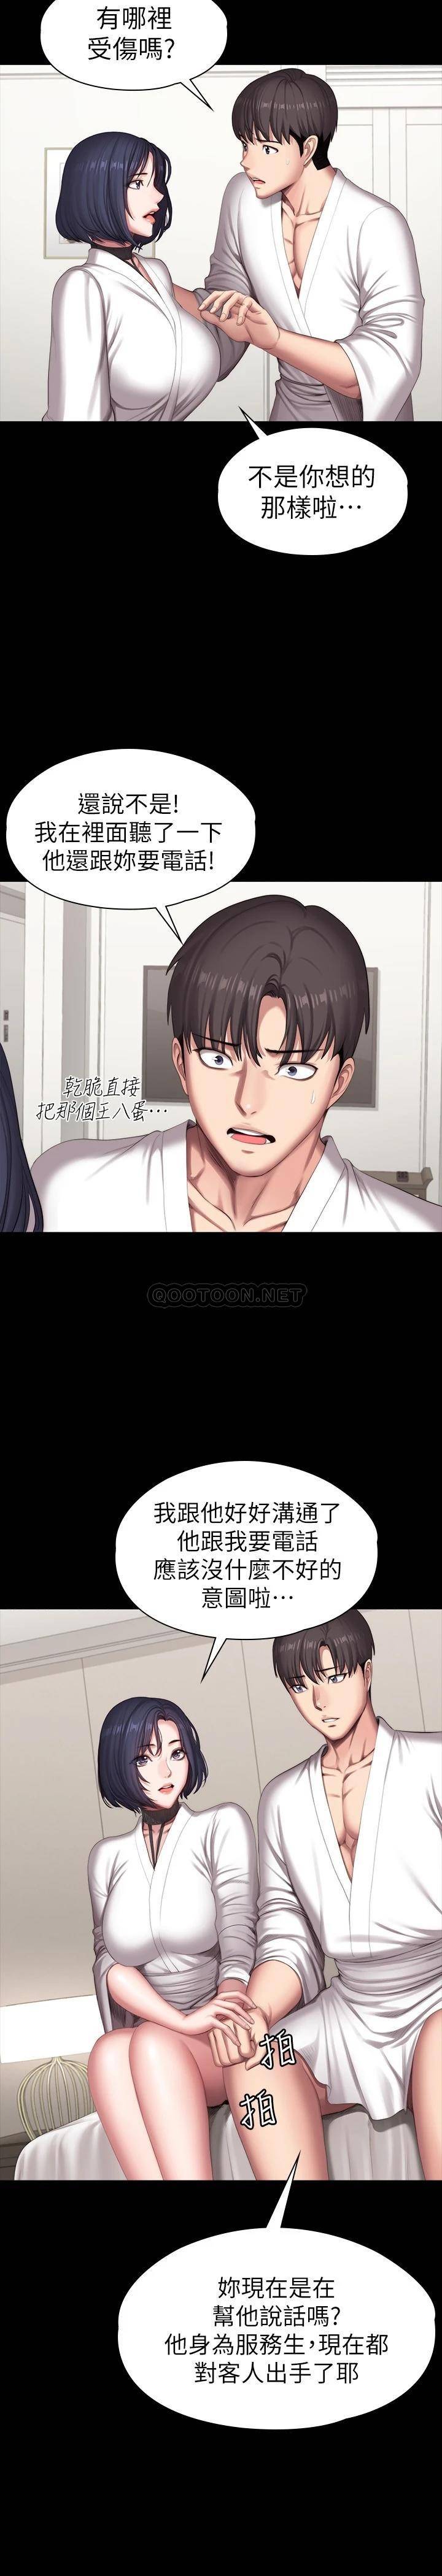 有哪裡
受傷嗎?
不是你想的
那樣啦…
還說不是!
我在裡面聽了一下
他還跟妳要電話!
乾脆直接
把那個王八蛋…
QOOTOON.NET
我跟他好好溝通了
他跟我要電話
應該沒什麼不好的
意圖啦…
拍
拍
妳現在是在
幫他說話嗎?
他身為服務生,現在都
對客人出手了耶